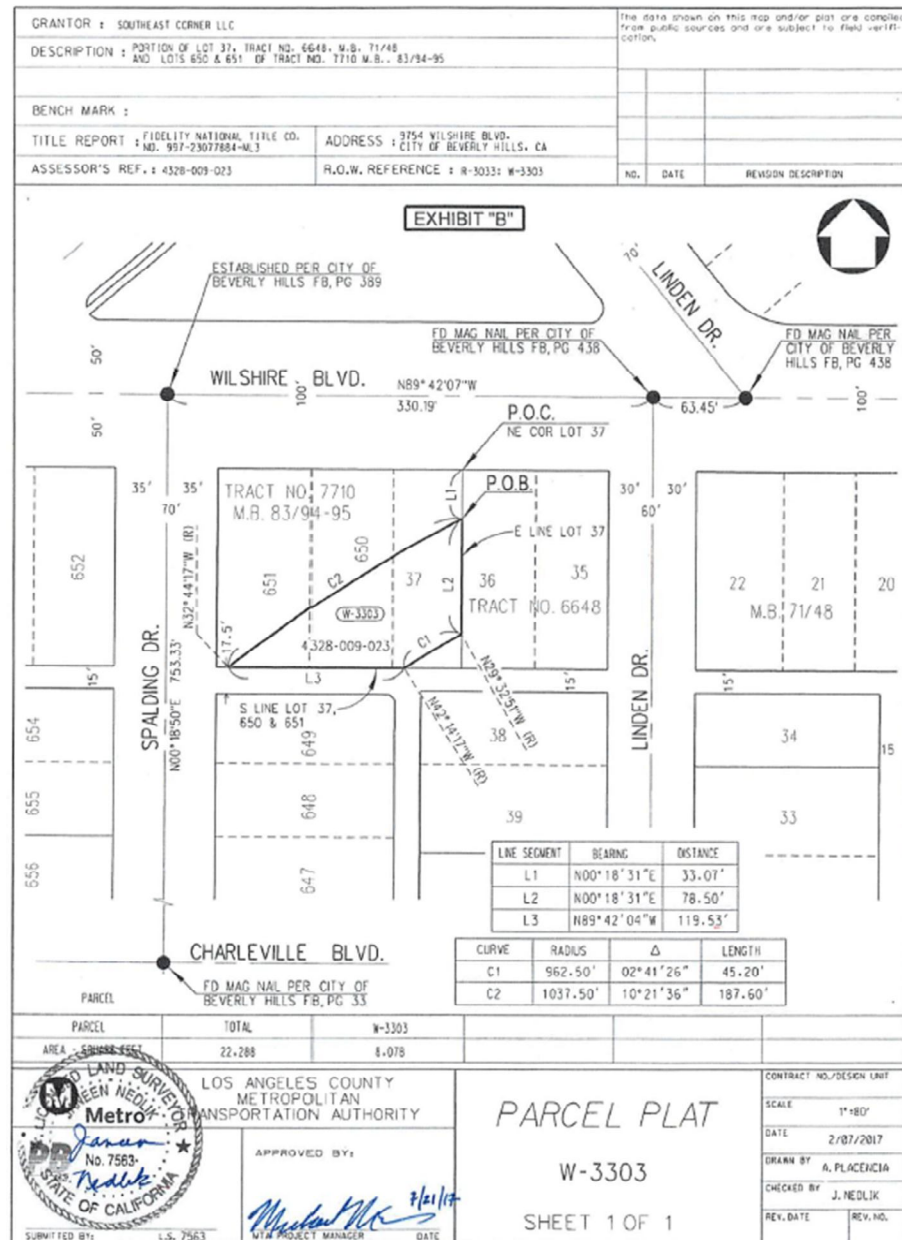 GRANTOR : SOUTHEAST CORNER LLC
The data shown on this map and/or plat are compiled
from public sources and are subject to field verifi-
cation.
DESCRIPTION : PORTION OF LOT 37, TRACT NO. 6648, M.B. 71/48
AND LOTS 650 & 651 OF TRACT NO. 7710 M.B.. 83/94-95
BENCH MARK :
TITLE REPORT : FIDELITY NATIONAL TITLE CO.
NO. 997-23077884-ML3
ADDRESS : 9754 WILSHIRE BLVD.
CITY OF BEVERLY HILLS, CA
ASSESSOR'S REF.: 4328-009-023
R.O.W. REFERENCE : R-3033; W-3303
NO. DATE REVISION DESCRIPTION
EXHIBIT "B"
ESTABLISHED PER CITY OF
BEVERLY HILLS FB, PG 389
70'
LINDEN DR.
FD MAG NAIL PER CITY OF
BEVERLY HILLS FB, PG 438
FD MAG NAIL PER
CITY OF BEVERLY
HILLS FB, PG 438
50'
50'
WILSHIRE BLVD.
100'
N89°42'07"W
330.19'
63.45'
100'
P.O.C.
NE COR LOT 37
35' 35'
70'
TRACT NO. 7710
M.B. 83/94-95
L1
P.O.B.
30' 30'
60'
E LINE LOT 37
652
N32°44'17"W (R)
651
650
C2
37
L2
36
35
TRACT NO. 6648
22
21
20
M.B. 71/48
W-3303
4328-009-023
17.5'
C1
L3
15'
15'
15'
S LINE LOT 37,
650 & 651
N29°32'51"W (R)
N42°14'17"W (R)
SPALDING DR.
N00°18'50"E 753.33'
LINDEN DR.
654
655
656
649
648
647
38
39
34
33
15
LINE SEGMENT BEARING DISTANCE
L1 N00°18'31"E 33.07'
L2 N00°18'31"E 78.50'
L3 N89°42'04"W 119.53'
CURVE RADIUS Δ LENGTH
C1 962.50' 02°41'26" 45.20'
C2 1037.50' 10°21'36" 187.60'
CHARLEVILLE BLVD.
FD MAG NAIL PER CITY OF
BEVERLY HILLS FB, PG 33
PARCEL
PARCEL TOTAL W-3303
AREA - SQUARE FEET 22,288 8,078
LICENSED LAND SURVEYOR
JANEEN NEDLIK
M
Metro
PB
Janeen
Nedlik
No. 7563
STATE OF CALIFORNIA
SUBMITTED BY: L.S. 7563
LOS ANGELES COUNTY
METROPOLITAN
TRANSPORTATION AUTHORITY
APPROVED BY:
MTA PROJECT MANAGER DATE
PARCEL PLAT
W-3303
SHEET 1 OF 1
CONTRACT NO./DESIGN UNIT
SCALE 1"=80'
DATE 2/07/2017
DRAWN BY A. PLACENCIA
CHECKED BY J. NEDLIK
REV. DATE REV. NO.